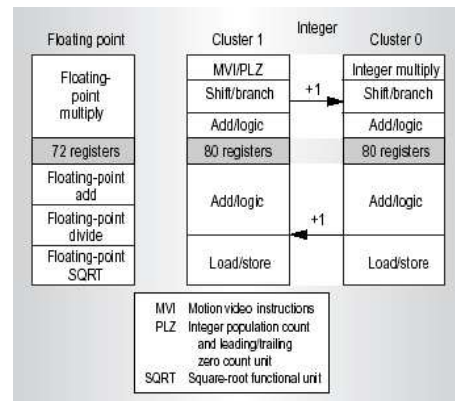 Floating point
Floating-
point
multiply
72 registers
Floating-point
add
Floating-point
divide
Floating-point
SQRT
Integer
Cluster 1
MVI/PLZ
Shift/branch
Add/logic
80 registers
Add/logic
Load/store
+1
+1
Cluster 0
Integer multiply
Shift/branch
Add/logic
80 registers
Add/logic
Load/store
MVI Motion video instructions
PLZ Integer population count
and leading/trailing
zero count unit
SQRT Square-root functional unit